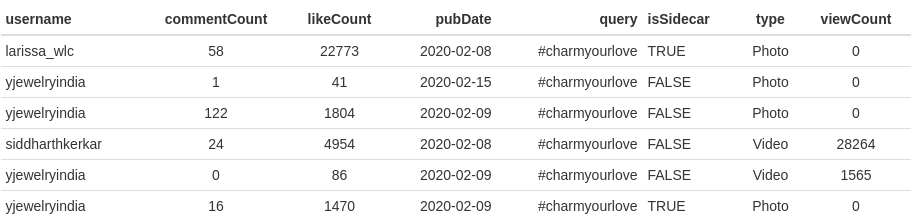 username commentCount likeCount pubDate query isSidecar type viewCount
larissa_wlc 58 22773 2020-02-08 #charmyourlove TRUE Photo 0
yjewelryindia 1 41 2020-02-15 #charmyourlove FALSE Photo 0
yjewelryindia 122 1804 2020-02-09 #charmyourlove FALSE Photo 0
siddharthkerkar 24 4954 2020-02-08 #charmyourlove FALSE Video 28264
yjewelryindia 0 86 2020-02-09 #charmyourlove FALSE Video 1565
yjewelryindia 16 1470 2020-02-09 #charmyourlove TRUE Photo 0